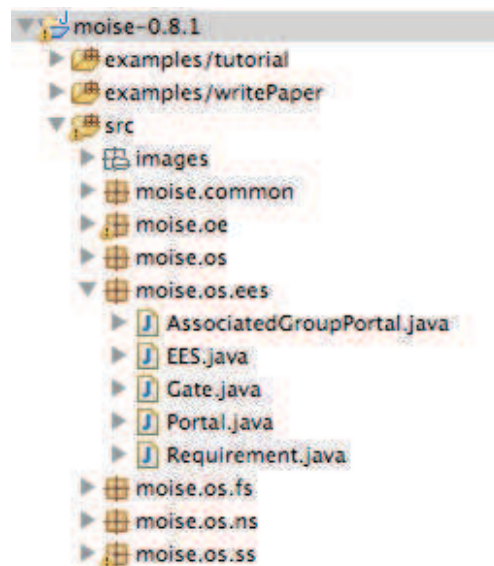 moise-0.8.1
examples/tutorial
examples/writePaper
src
images
moise.common
moise.oe
moise.os
moise.os.ees
AssociatedGroupPortal.java
EES.java
Gate.java
Portal.java
Requirement.java
moise.os.fs
moise.os.ns
moise.os.ss